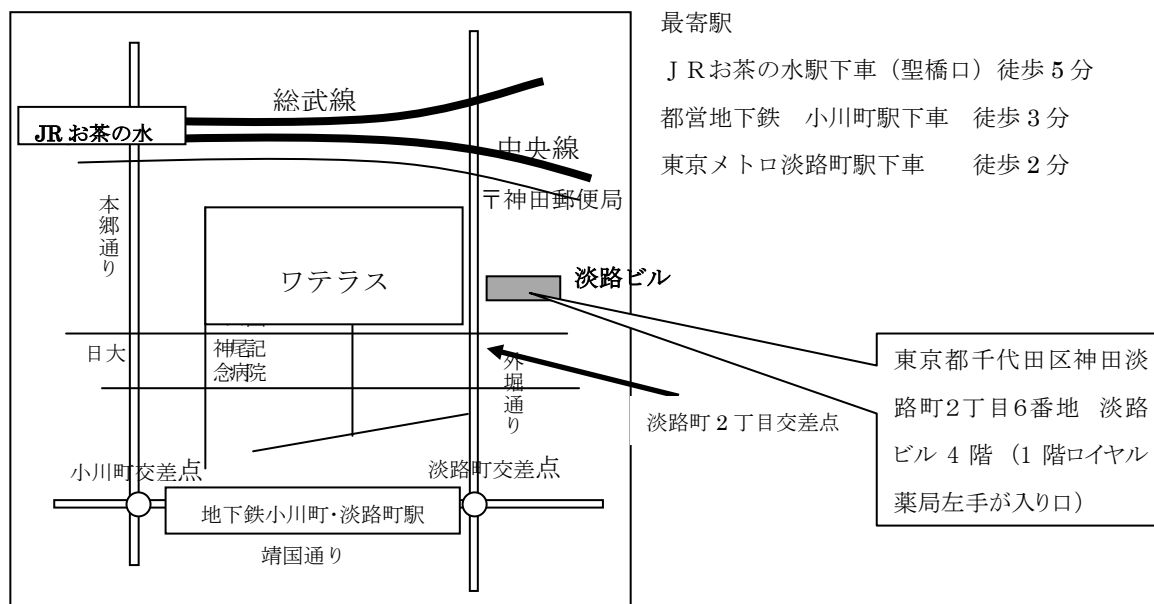 最寄駅
ＪＲお茶の水駅下車（聖橋口）徒歩 5 分
都営地下鉄　小川町駅下車　徒歩 3 分
東京メトロ淡路町駅下車　　徒歩 2 分
総武線
JR お茶の水
中央線
〒神田郵便局
本郷通り
ワテラス
淡路ビル
日大
神尾記
念病院
外堀通り
淡路町 2 丁目交差点
東京都千代田区神田淡
路町2丁目6番地 淡路
ビル 4 階（1 階ロイヤル
薬局左手が入り口）
小川町交差点
淡路町交差点
地下鉄小川町・淡路町駅
靖国通り